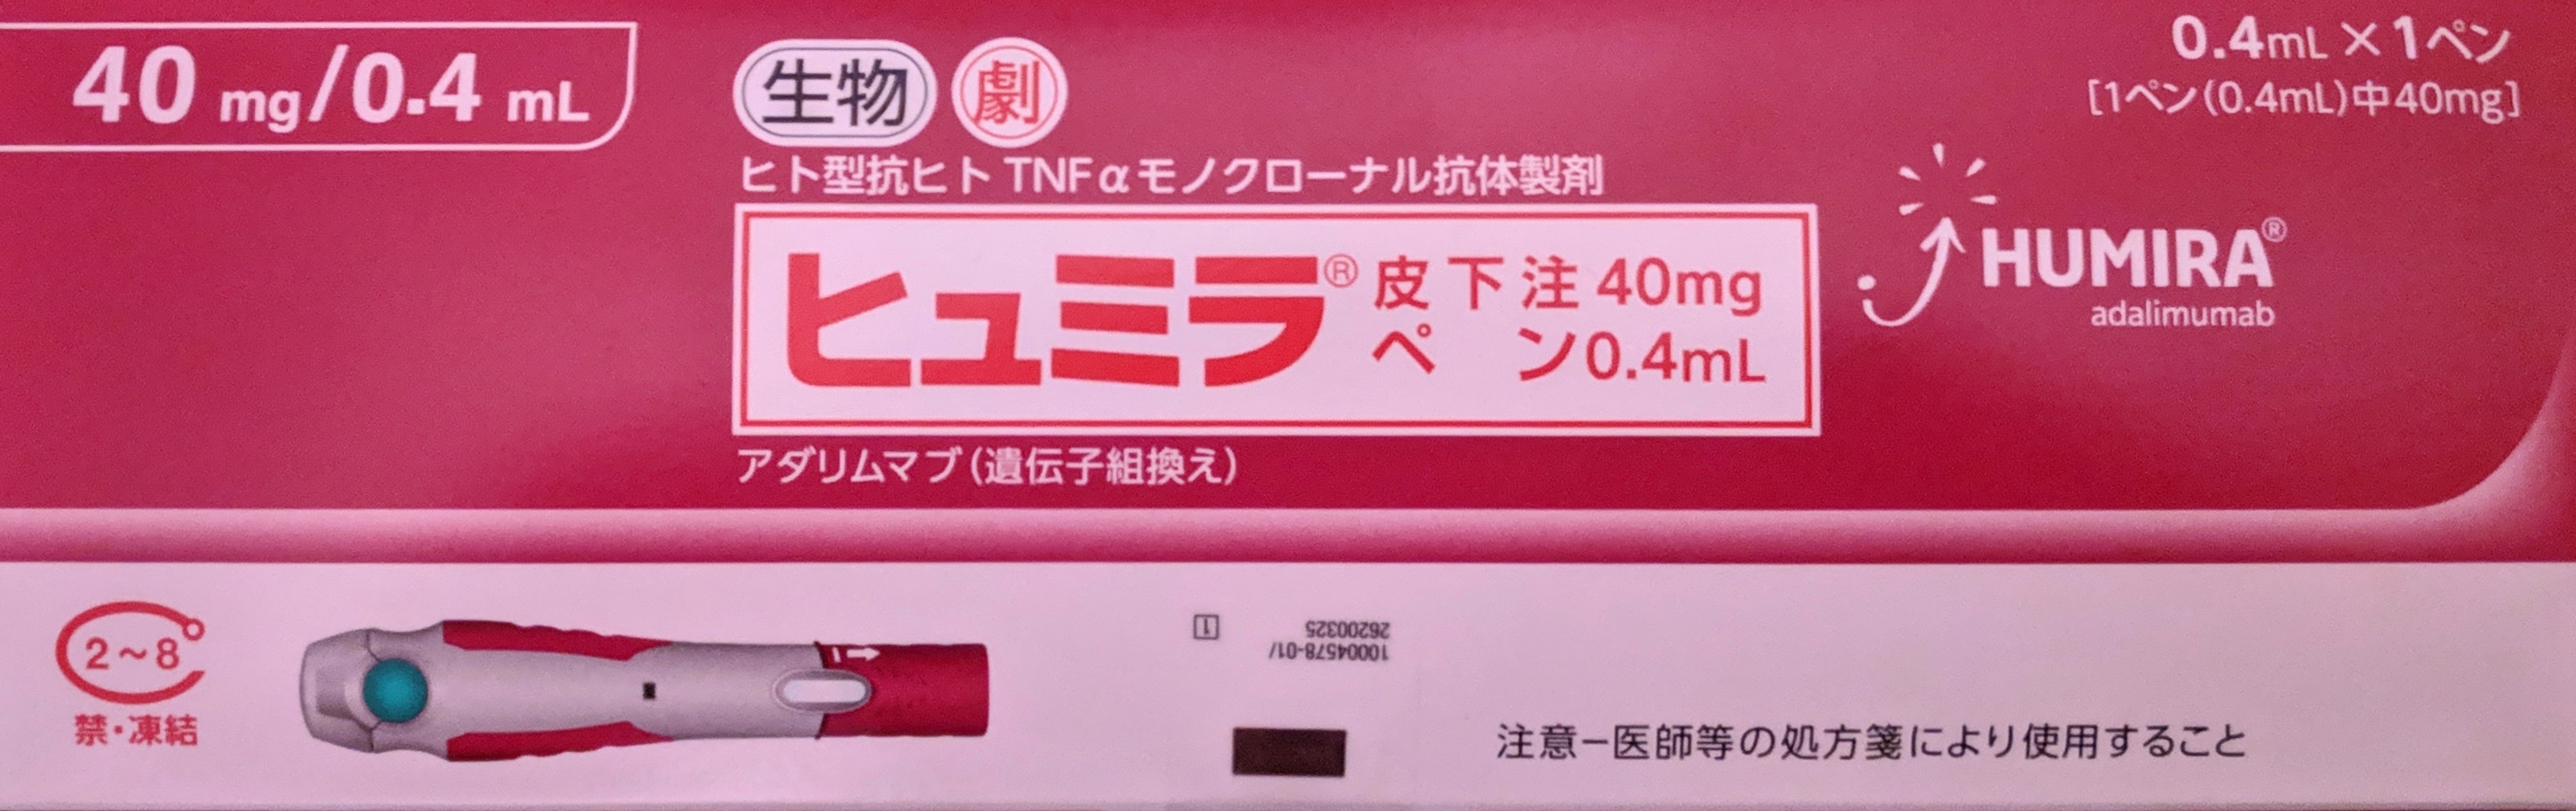 40 mg/0.4 mL
生物 劇
ヒト型抗ヒト TNFαモノクローナル抗体製剤
ヒュミラ® 皮下注40mg
ペン0.4mL
アダリムマブ(遺伝子組換え)
0.4mL×1ペン
[1ペン(0.4mL)中40mg]
HUMIRA®
adalimumab
2~8
禁・凍結
1
10004578-01/
26200325
注意-医師等の処方箋により使用すること